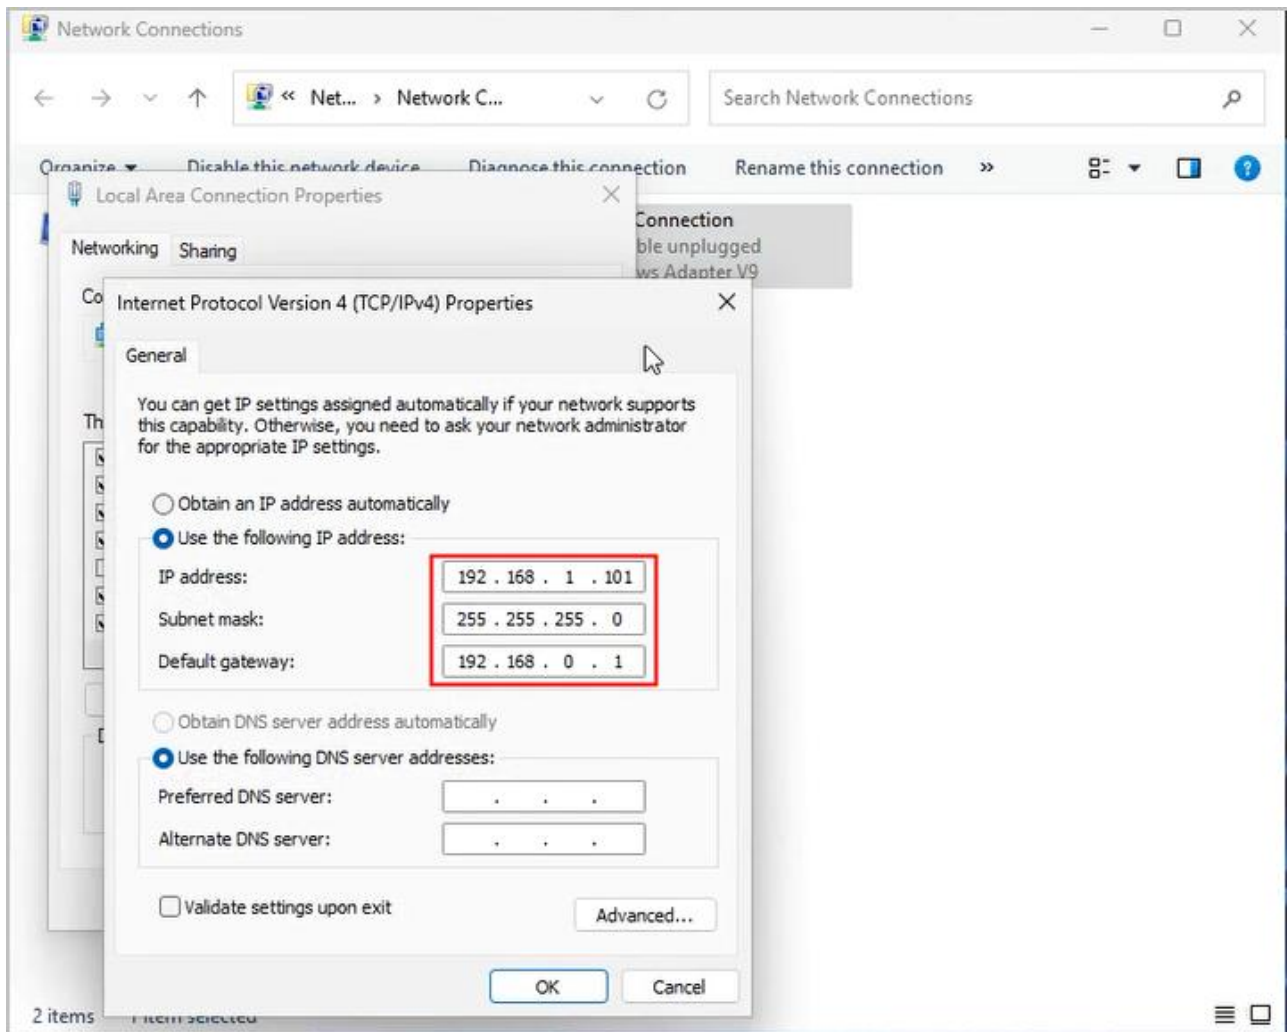 Network Connections
« Net... › Network C...
Search Network Connections
Organize Disable this network device Diagnose this connection Rename this connection »
Local Area Connection Properties
Connection
unplugged
Networking Sharing
Adapter V9
Internet Protocol Version 4 (TCP/IPv4) Properties
General
You can get IP settings assigned automatically if your network supports
this capability. Otherwise, you need to ask your network administrator
for the appropriate IP settings.
Obtain an IP address automatically
Use the following IP address:
IP address: 192 . 168 . 1 . 101
Subnet mask: 255 . 255 . 255 . 0
Default gateway: 192 . 168 . 0 . 1
Obtain DNS server address automatically
Use the following DNS server addresses:
Preferred DNS server: . . .
Alternate DNS server: . . .
Validate settings upon exit
Advanced...
OK Cancel
2 items 1 item selected